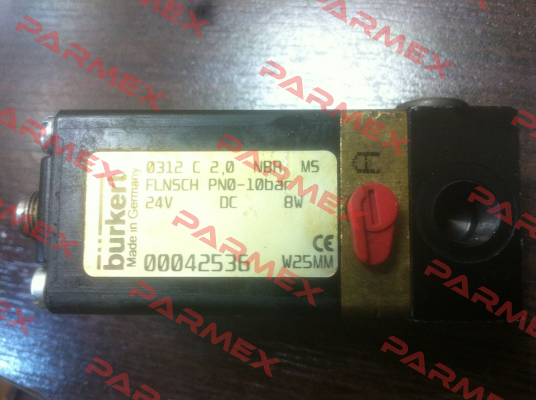 0312 C 2,0 NBR MS
FLNSCH PN0-10bar
24V DC 8W
00042536 W25MM
CE
bürkert
Made in Germany
PARMEX
PARMEX
PARMEX
PARMEX
PARMEX
PARMEX
PARMEX